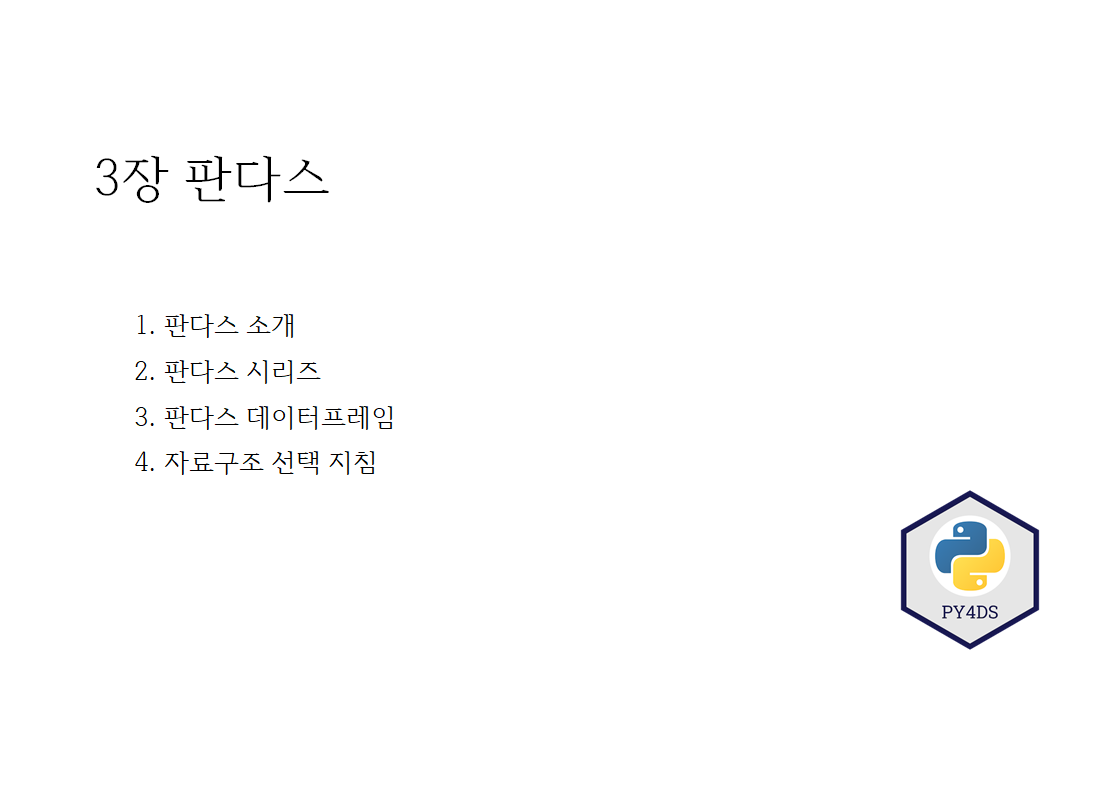 3장 판다스
1. 판다스 소개
2. 판다스 시리즈
3. 판다스 데이터프레임
4. 자료구조 선택 지침
PY4DS